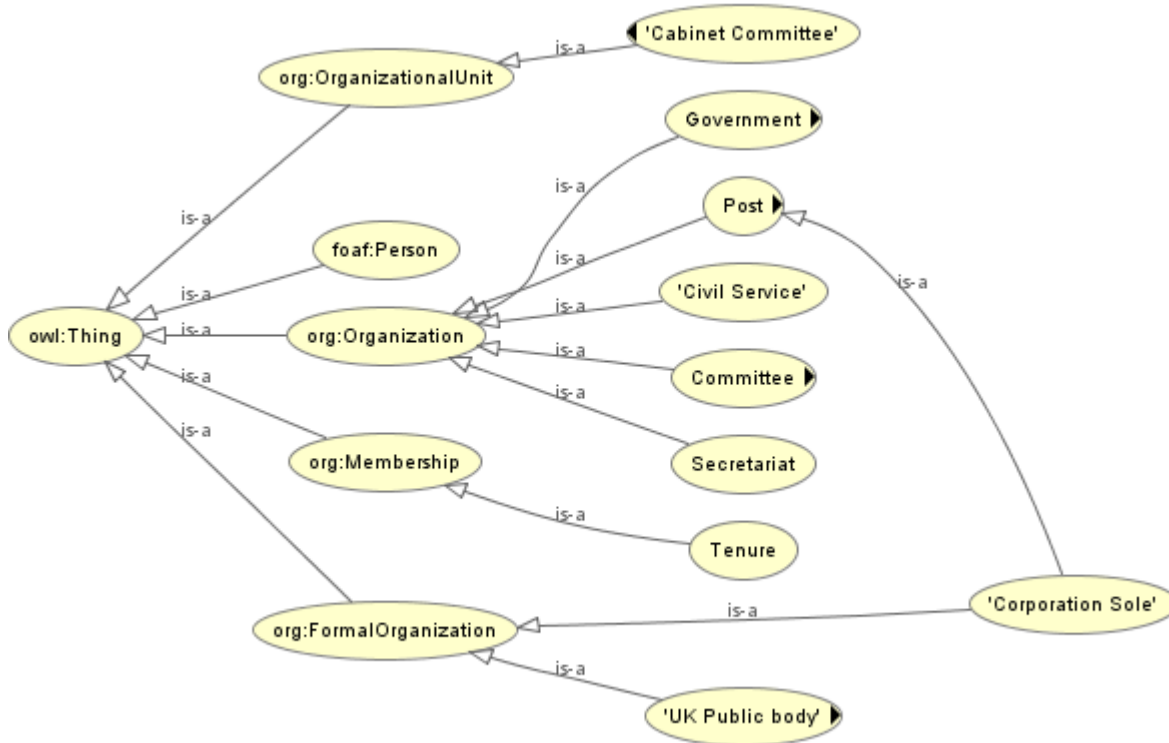 'Cabinet Committee'
is-a
org:OrganizationalUnit
Government
is-a
Post
is-a
is-a
foaf:Person
is-a
is-a
'Civil Service'
is-a
is-a
owl:Thing
is-a
org:Organization
is-a
Committee
is-a
is-a
is-a
org:Membership
Secretariat
is-a
Tenure
'Corporation Sole'
is-a
org:FormalOrganization
is-a
'UK Public body'